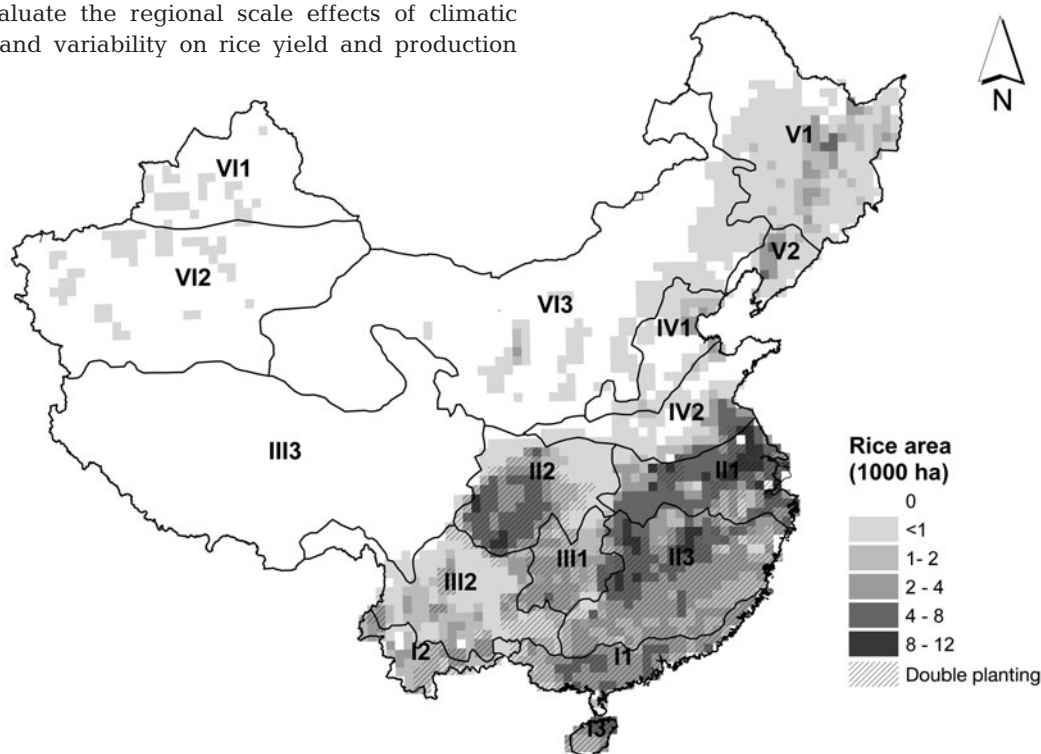 aluate the regional scale effects of climatic
and variability on rice yield and production
N
V1
VI1
V2
VI2
VI3
IV1
IV2
III3
II2
II1
III1
II3
III2
I2
I1
I3
Rice area
(1000 ha)
0
<1
1- 2
2 - 4
4 - 8
8 - 12
Double planting